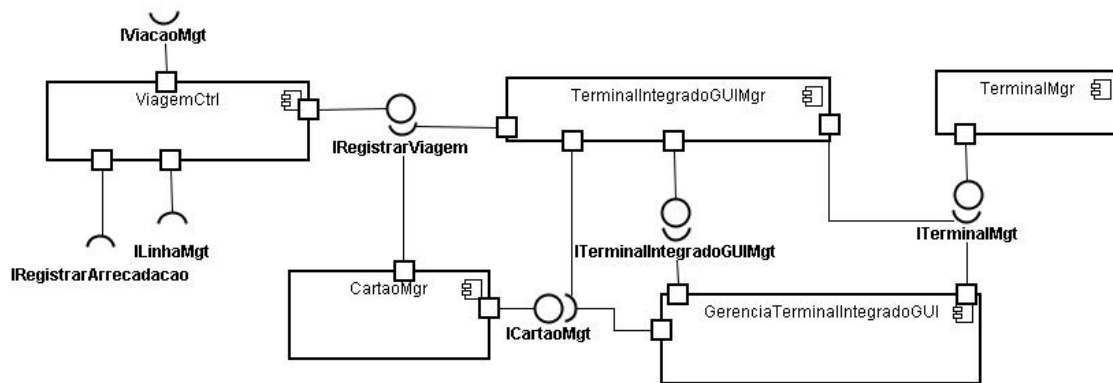 IViacaoMgt
ViagemCtrl
TerminalIntegradoGUIMgr
TerminalMgr
IRegistrarViagem
ILinhaMgt
ITerminalIntegradoGUIMgt
ITerminalMgt
IRegistrarArrecadacao
CartaoMgr
GerenciaTerminalIntegradoGUI
ICartaoMgt